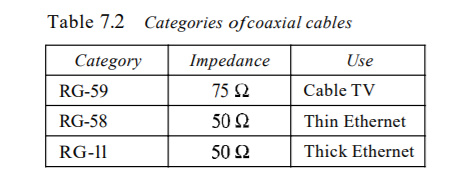 Table 7.2 Categories ofcoaxial cables
Category Impedance Use
RG-59 75 Ω Cable TV
RG-58 50 Ω Thin Ethernet
RG-ll 50 Ω Thick Ethernet